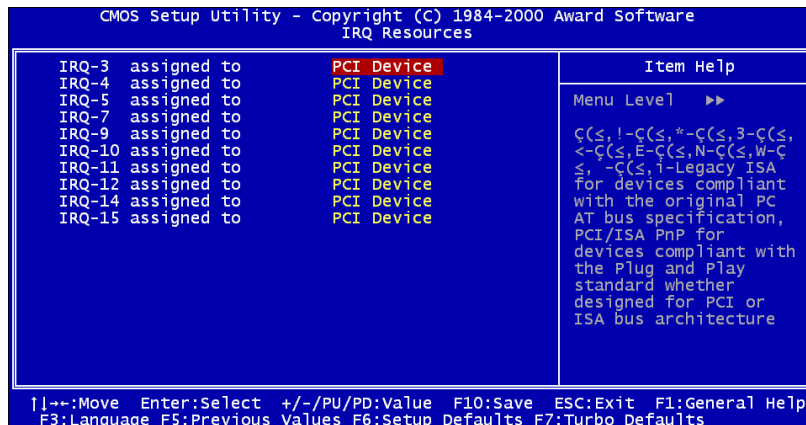 CMOS Setup Utility - Copyright (C) 1984-2000 Award Software
IRQ Resources
IRQ-3 assigned to PCI Device
IRQ-4 assigned to PCI Device
IRQ-5 assigned to PCI Device
IRQ-7 assigned to PCI Device
IRQ-9 assigned to PCI Device
IRQ-10 assigned to PCI Device
IRQ-11 assigned to PCI Device
IRQ-12 assigned to PCI Device
IRQ-14 assigned to PCI Device
IRQ-15 assigned to PCI Device
Item Help
Menu Level ▸▸
Ç(≤,!-Ç(≤,*-Ç(≤,3-Ç(≤,
<-Ç(≤,E-Ç(≤,N-Ç(≤,W-Ç
≤, -Ç(≤,i-Legacy ISA
for devices compliant
with the original PC
AT bus specification,
PCI/ISA PnP for
devices compliant with
the Plug and Play
standard whether
designed for PCI or
ISA bus architecture
↑↓→←:Move Enter:Select +/-/PU/PD:Value F10:Save ESC:Exit F1:General Help
F3:Language F5:Previous Values F6:Setup Defaults F7:Turbo Defaults